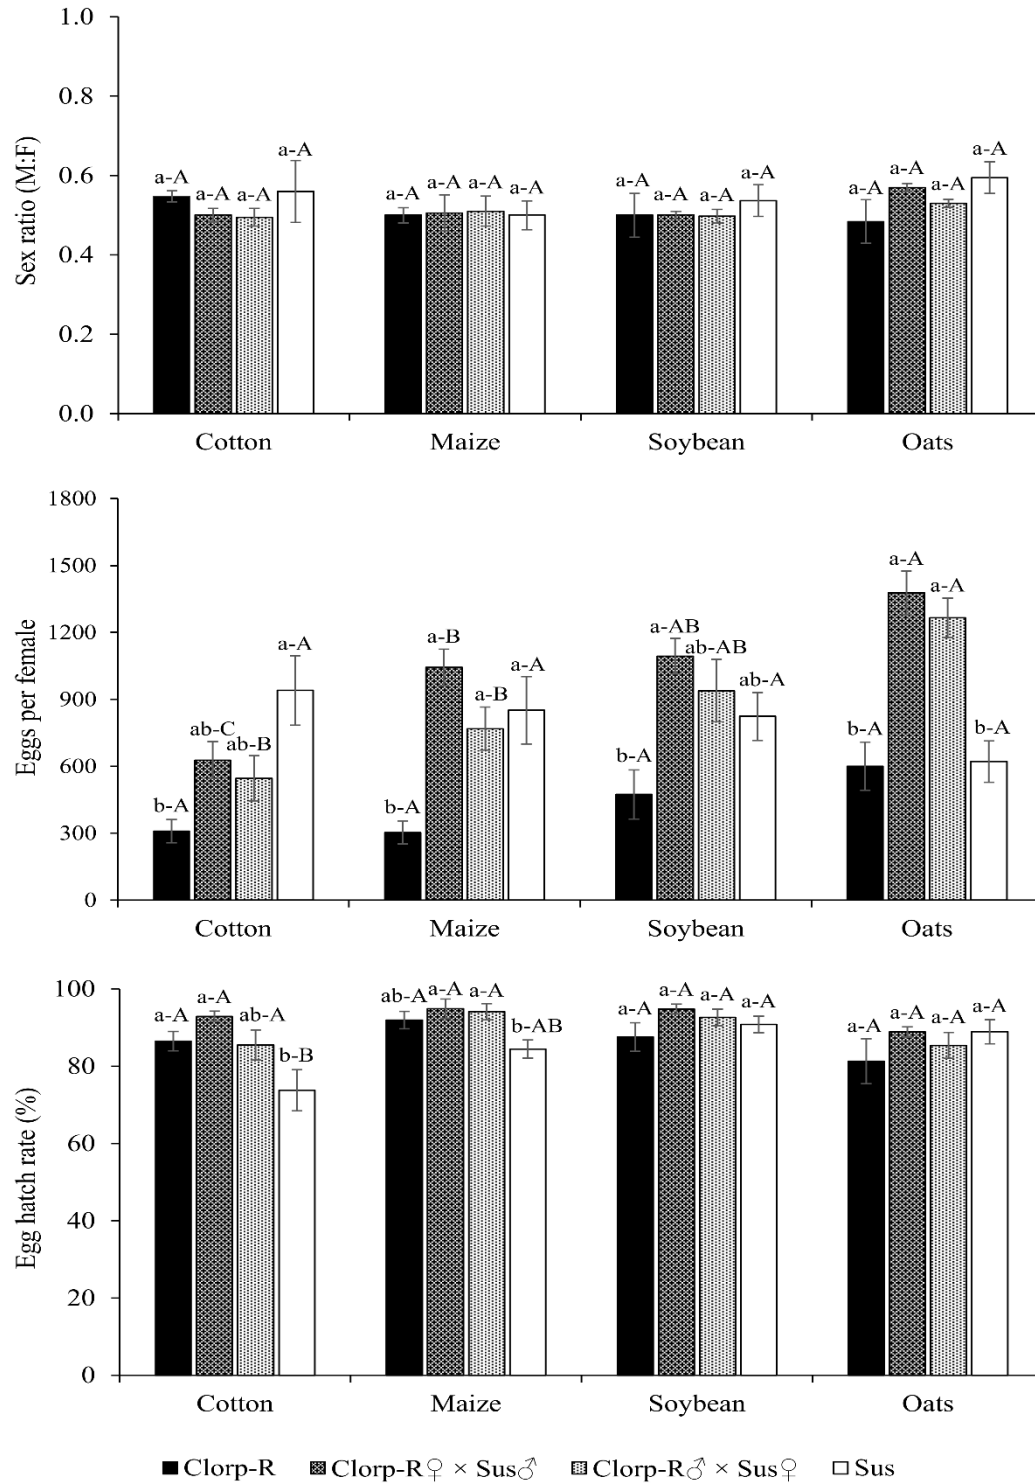 Sex ratio (M:F)
1.0
0.8
0.6
0.4
0.2
0.0
a-A a-A a-A a-A
a-A a-A a-A a-A
a-A a-A a-A a-A
a-A a-A a-A a-A
Cotton Maize Soybean Oats
Eggs per female
1800
1500
1200
900
600
300
0
b-A ab-C ab-B a-A
b-A a-B a-B a-A
b-A a-AB ab-AB ab-A
b-A a-A a-A b-A
Cotton Maize Soybean Oats
Egg hatch rate (%)
100
80
60
40
20
0
a-A a-A ab-A b-B
ab-A a-A a-A b-AB
a-A a-A a-A a-A
a-A a-A a-A a-A
Cotton Maize Soybean Oats
Clorp-R Clorp-R♀ × Sus♂ Clorp-R♂ × Sus♀ Sus